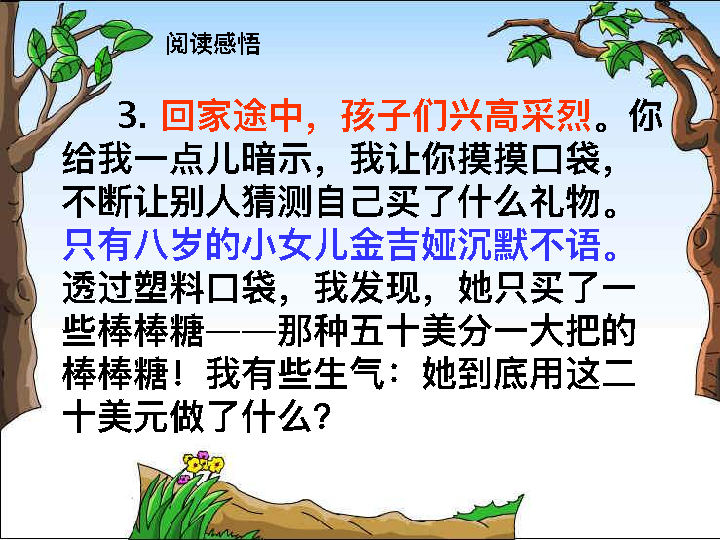 阅读感悟
3. 回家途中，孩子们兴高采烈。你
给我一点儿暗示，我让你摸摸口袋，
不断让别人猜测自己买了什么礼物。
只有八岁的小女儿金吉娅沉默不语。
透过塑料口袋，我发现，她只买了一
些棒棒糖——那种五十美分一大把的
棒棒糖！我有些生气：她到底用这二
十美元做了什么？